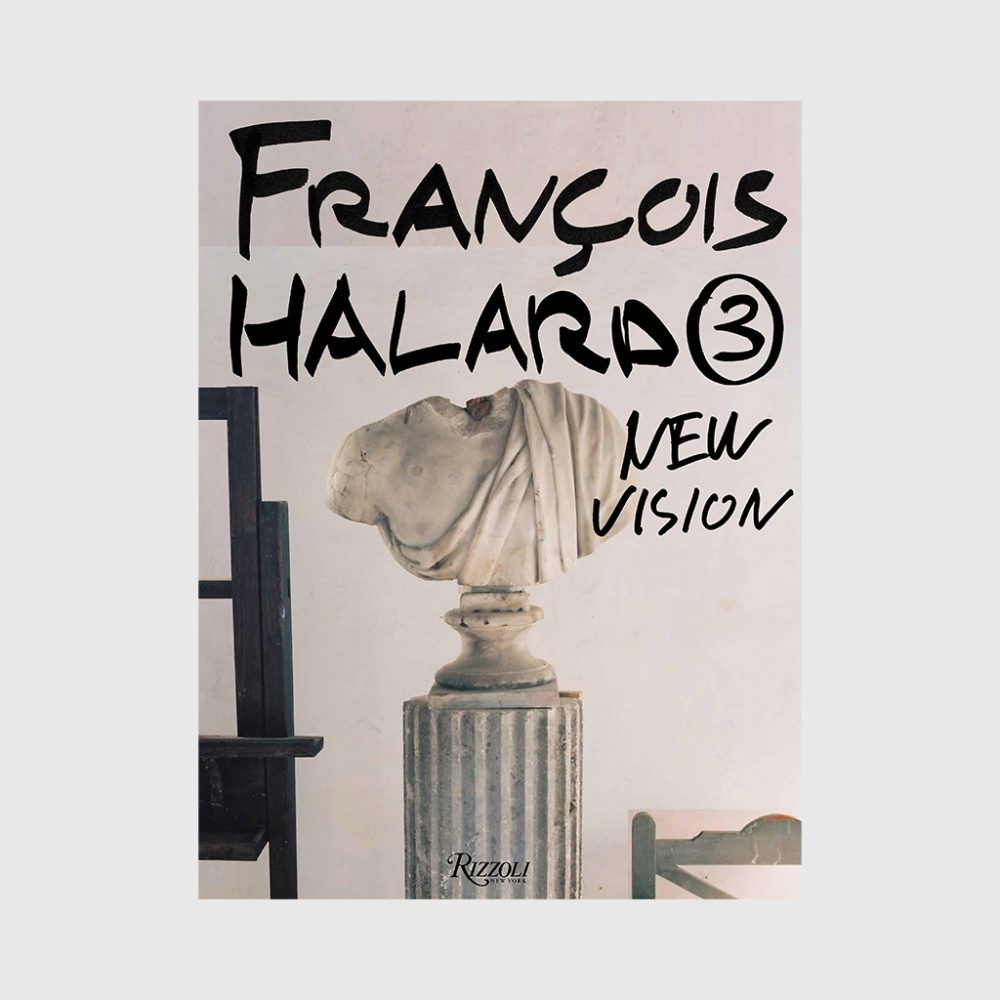 FRANÇOIS
HALARD 3
NEW
VISION
RIZZOLI
NEW YORK